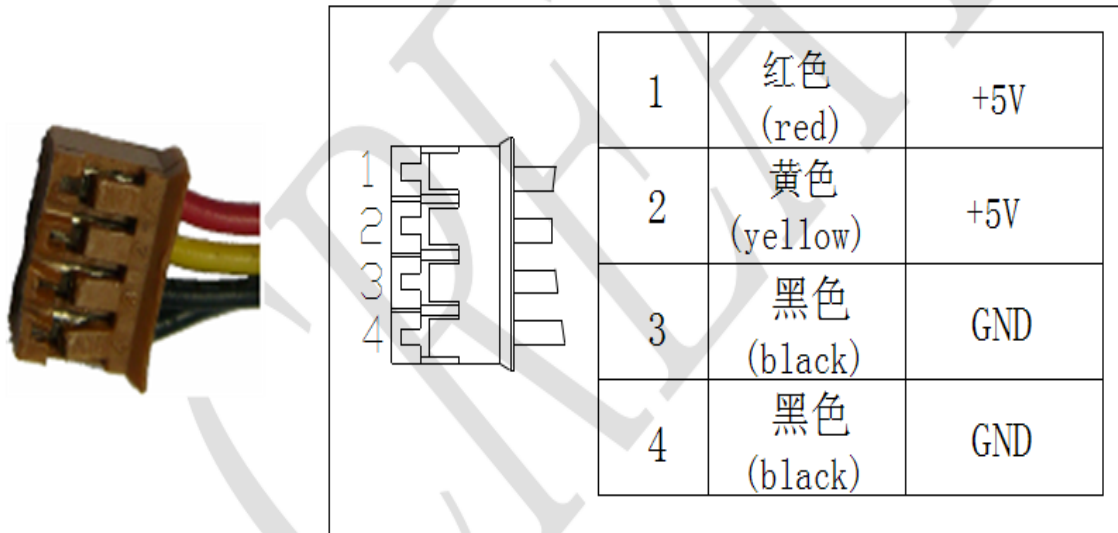 1
2
3
4
1 红色 (red) +5V
2 黄色 (yellow) +5V
3 黑色 (black) GND
4 黑色 (black) GND